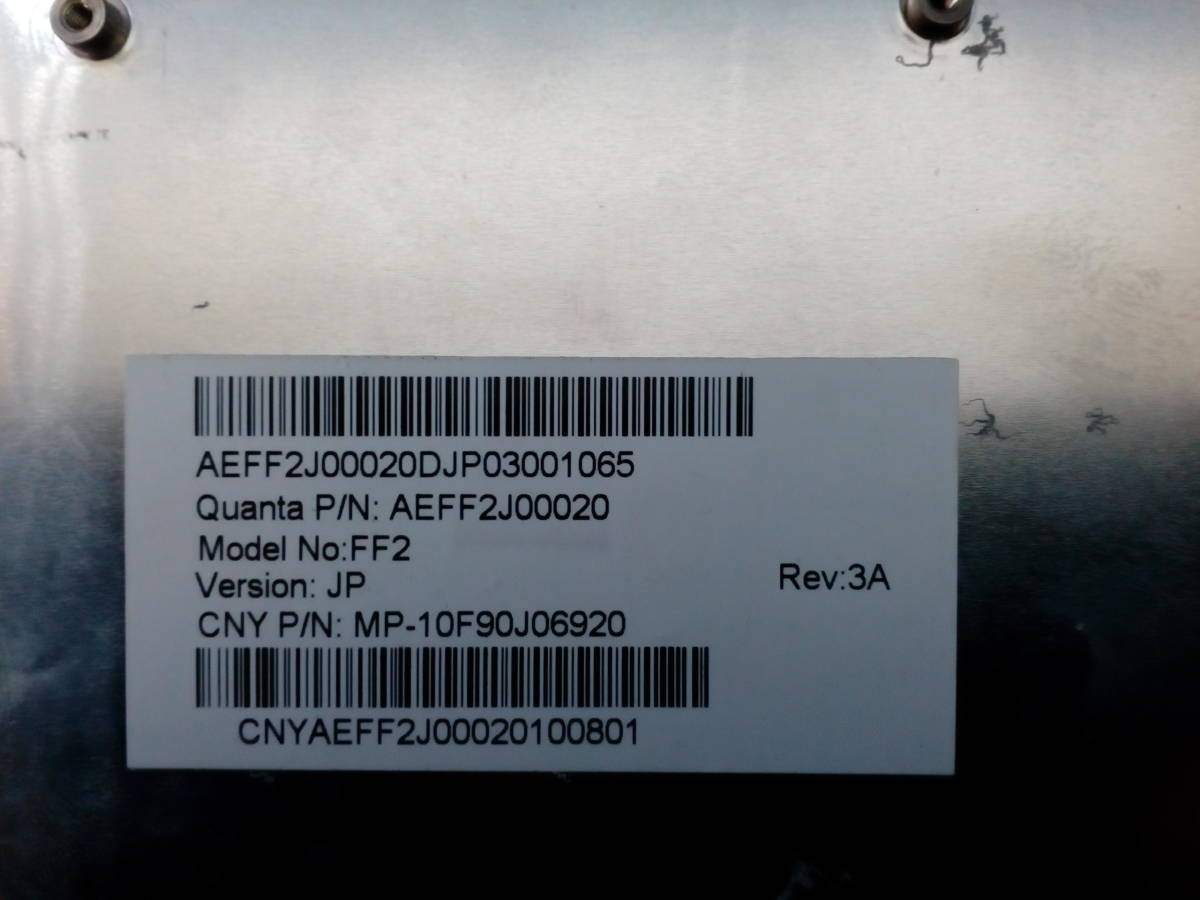 AEFF2J00020DJP03001065
Quanta P/N: AEFF2J00020
Model No:FF2
Version: JP
Rev:3A
CNY P/N: MP-10F90J06920
CNYAEFF2J00020100801